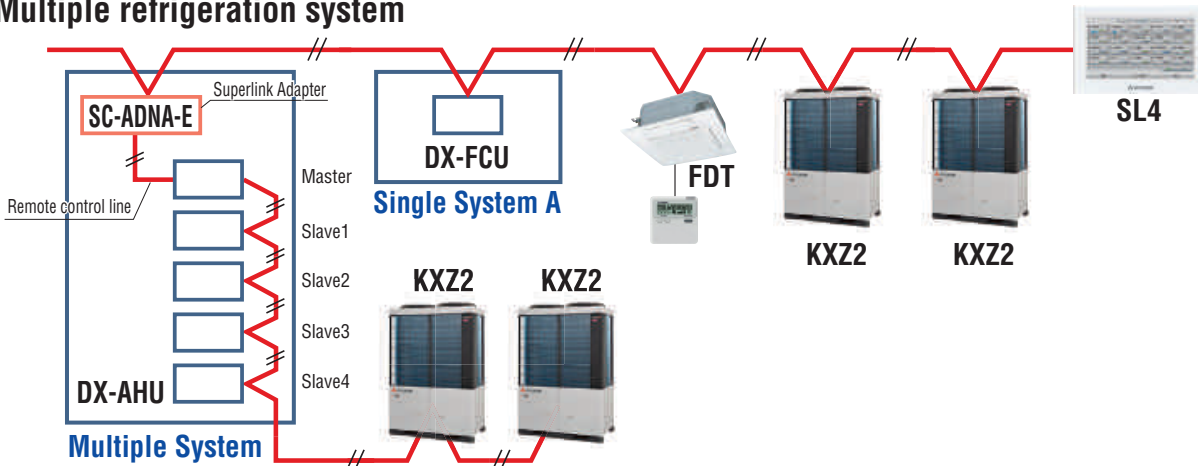 Multiple refrigeration system
Superlink Adapter
SC-ADNA-E
SL4
DX-FCU
FDT
Master
Single System A
Remote control line
Slave1
KXZ2
KXZ2
Slave2
KXZ2
KXZ2
Slave3
Slave4
DX-AHU
Multiple System